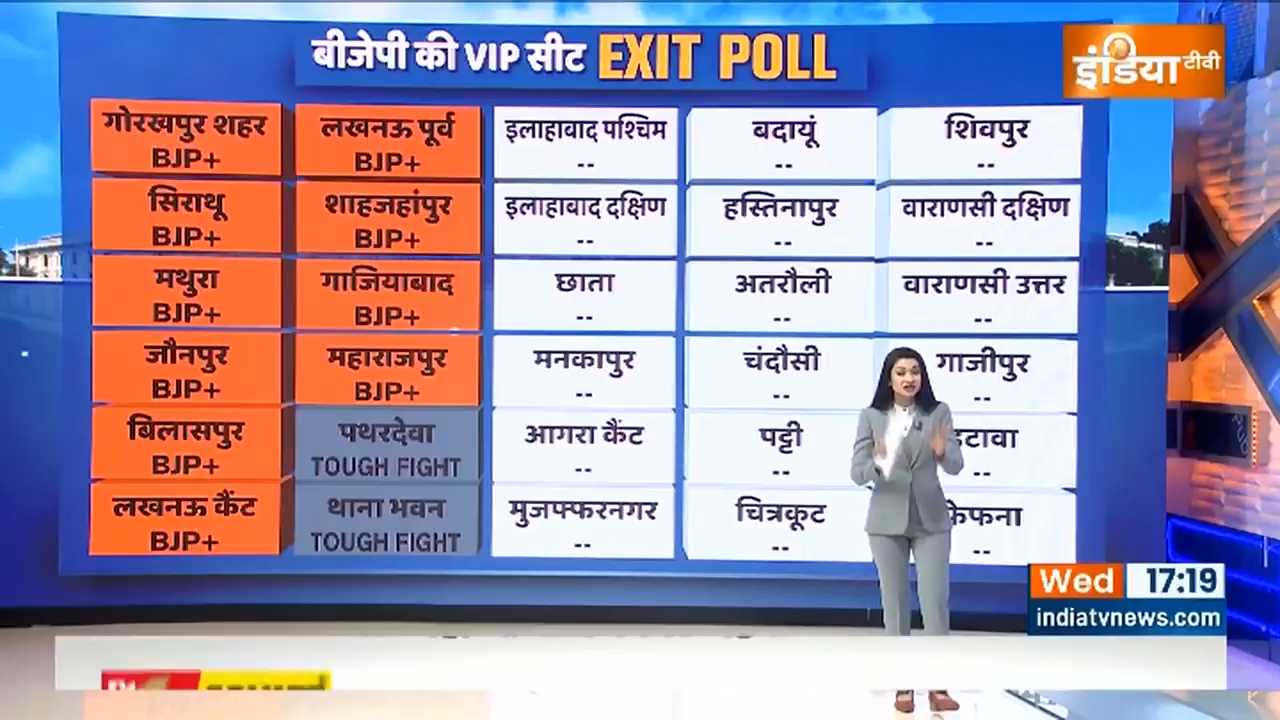 बीजेपी की VIP सीट EXIT POLL
इंडिया टीवी
गोरखपुर शहर
BJP+
लखनऊ पूर्व
BJP+
इलाहाबाद पश्चिम
--
बदायूं
--
शिवपुर
--
सिराथू
BJP+
शाहजहांपुर
BJP+
इलाहाबाद दक्षिण
--
हस्तिनापुर
--
वाराणसी दक्षिण
--
मथुरा
BJP+
गाजियाबाद
BJP+
छाता
--
अतरौली
--
वाराणसी उत्तर
--
जौनपुर
BJP+
महाराजपुर
BJP+
मनकापुर
--
चंदौसी
--
गाजीपुर
--
बिलासपुर
BJP+
पथरदेवा
TOUGH FIGHT
आगरा कैंट
--
पट्टी
--
--
लखनऊ कैंट
BJP+
थाना भवन
TOUGH FIGHT
मुजफ्फरनगर
--
चित्रकूट
--
--
Wed 17:19
indiatvnews.com